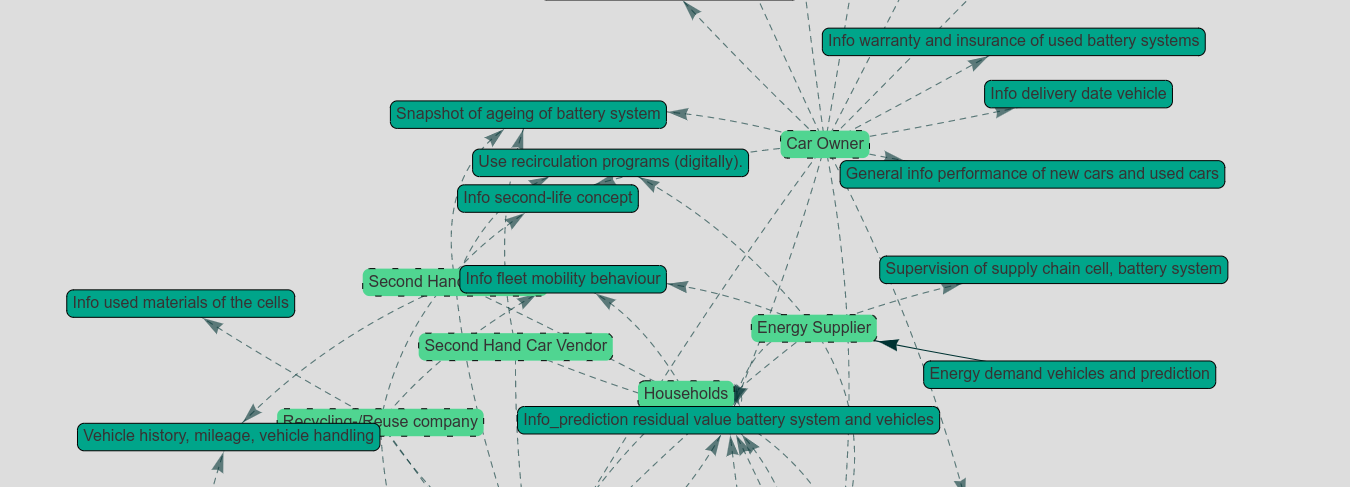 Info warranty and insurance of used battery systems
Info delivery date vehicle
Snapshot of ageing of battery system
Car Owner
Use recirculation programs (digitally).
General info performance of new cars and used cars
Info second-life concept
Supervision of supply chain cell, battery system
Second Hand
Info fleet mobility behaviour
Info used materials of the cells
Energy Supplier
Second Hand Car Vendor
Energy demand vehicles and prediction
Households
Info_prediction residual value battery system and vehicles
Recycling-/Reuse company
Vehicle history, mileage, vehicle handling